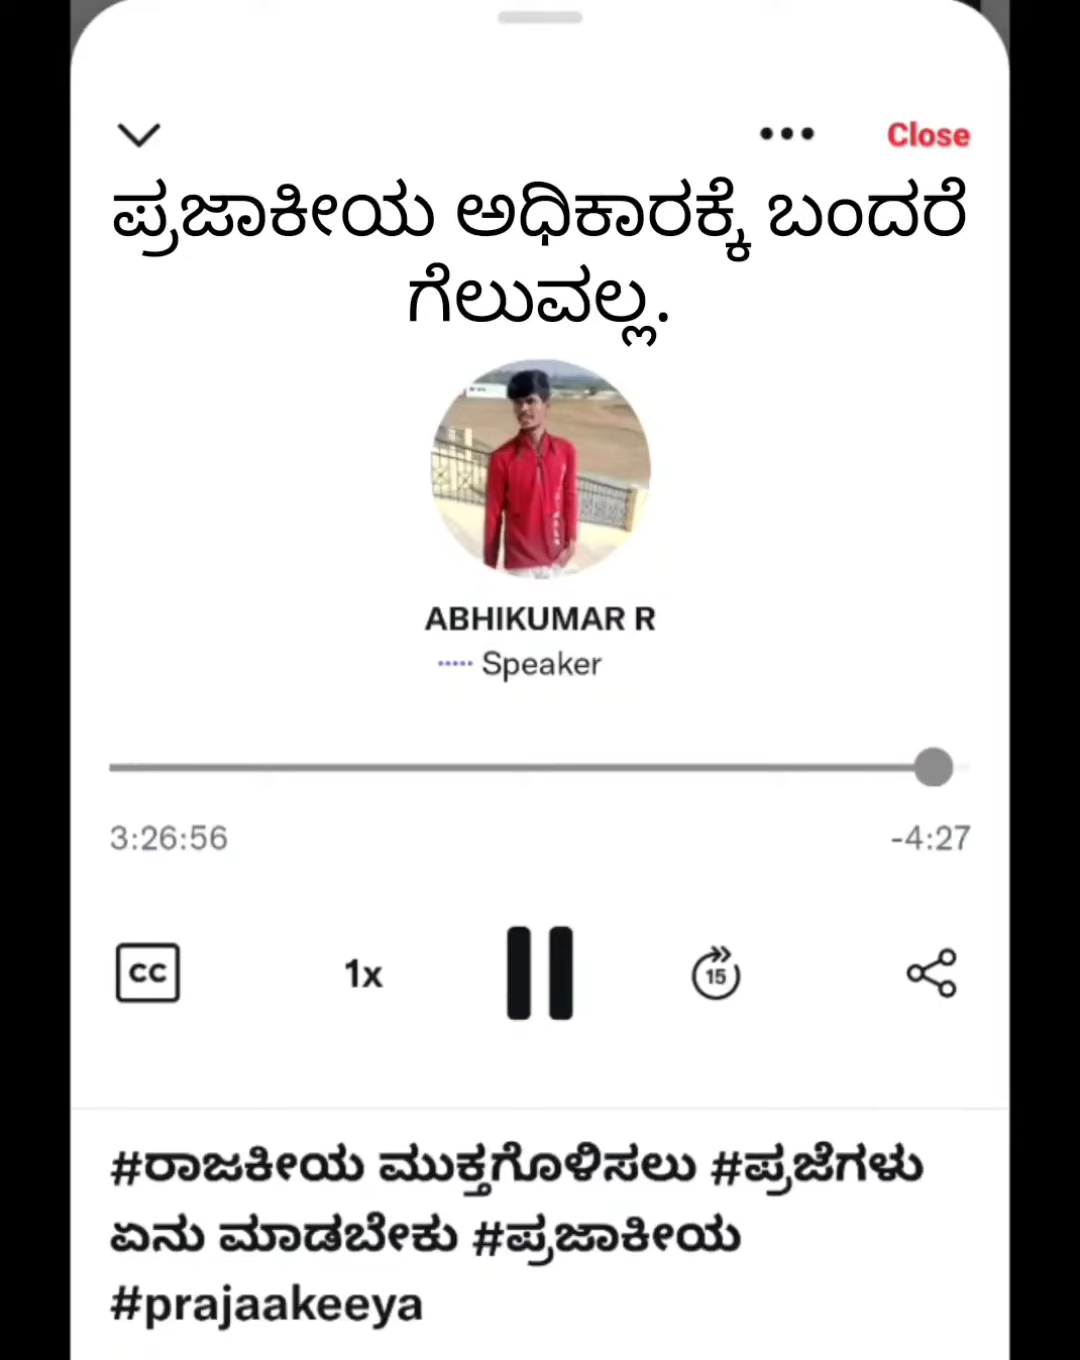 Close
ಪ್ರಜಾಕೀಯ ಅಧಿಕಾರಕ್ಕೆ ಬಂದರೆ
ಗೆಲುವಲ್ಲ.
ABHIKUMAR R
Speaker
3:26:56 -4:27
CC 1x 15
#ರಾಜಕೀಯ ಮುಕ್ತಗೊಳಿಸಲು #ಪ್ರಜೆಗಳು
ಏನು ಮಾಡಬೇಕು #ಪ್ರಜಾಕೀಯ
#prajaakeeya